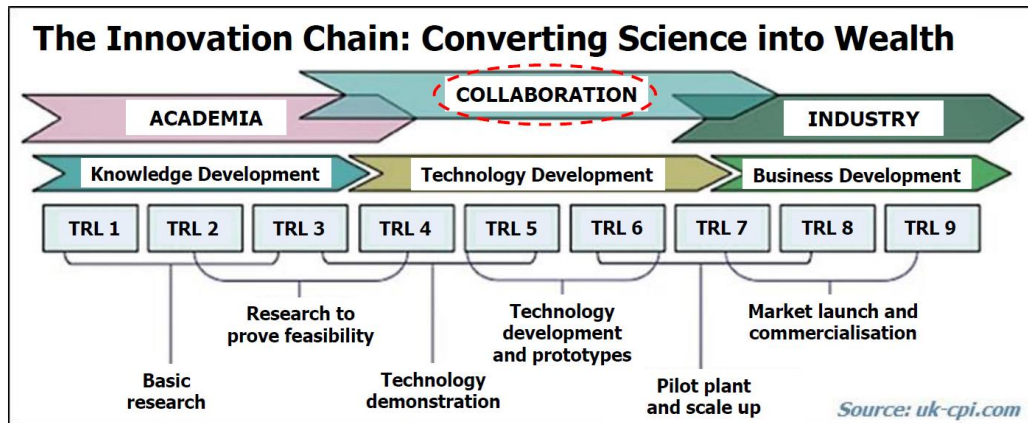 The Innovation Chain: Converting Science into Wealth
COLLABORATION
ACADEMIA
INDUSTRY
Knowledge Development
Technology Development
Business Development
TRL 1
TRL 2
TRL 3
TRL 4
TRL 5
TRL 6
TRL 7
TRL 8
TRL 9
Research to
prove feasibility
Technology
development
and prototypes
Market launch and
commercialisation
Basic
research
Technology
demonstration
Pilot plant
and scale up
Source: uk-cpi.com